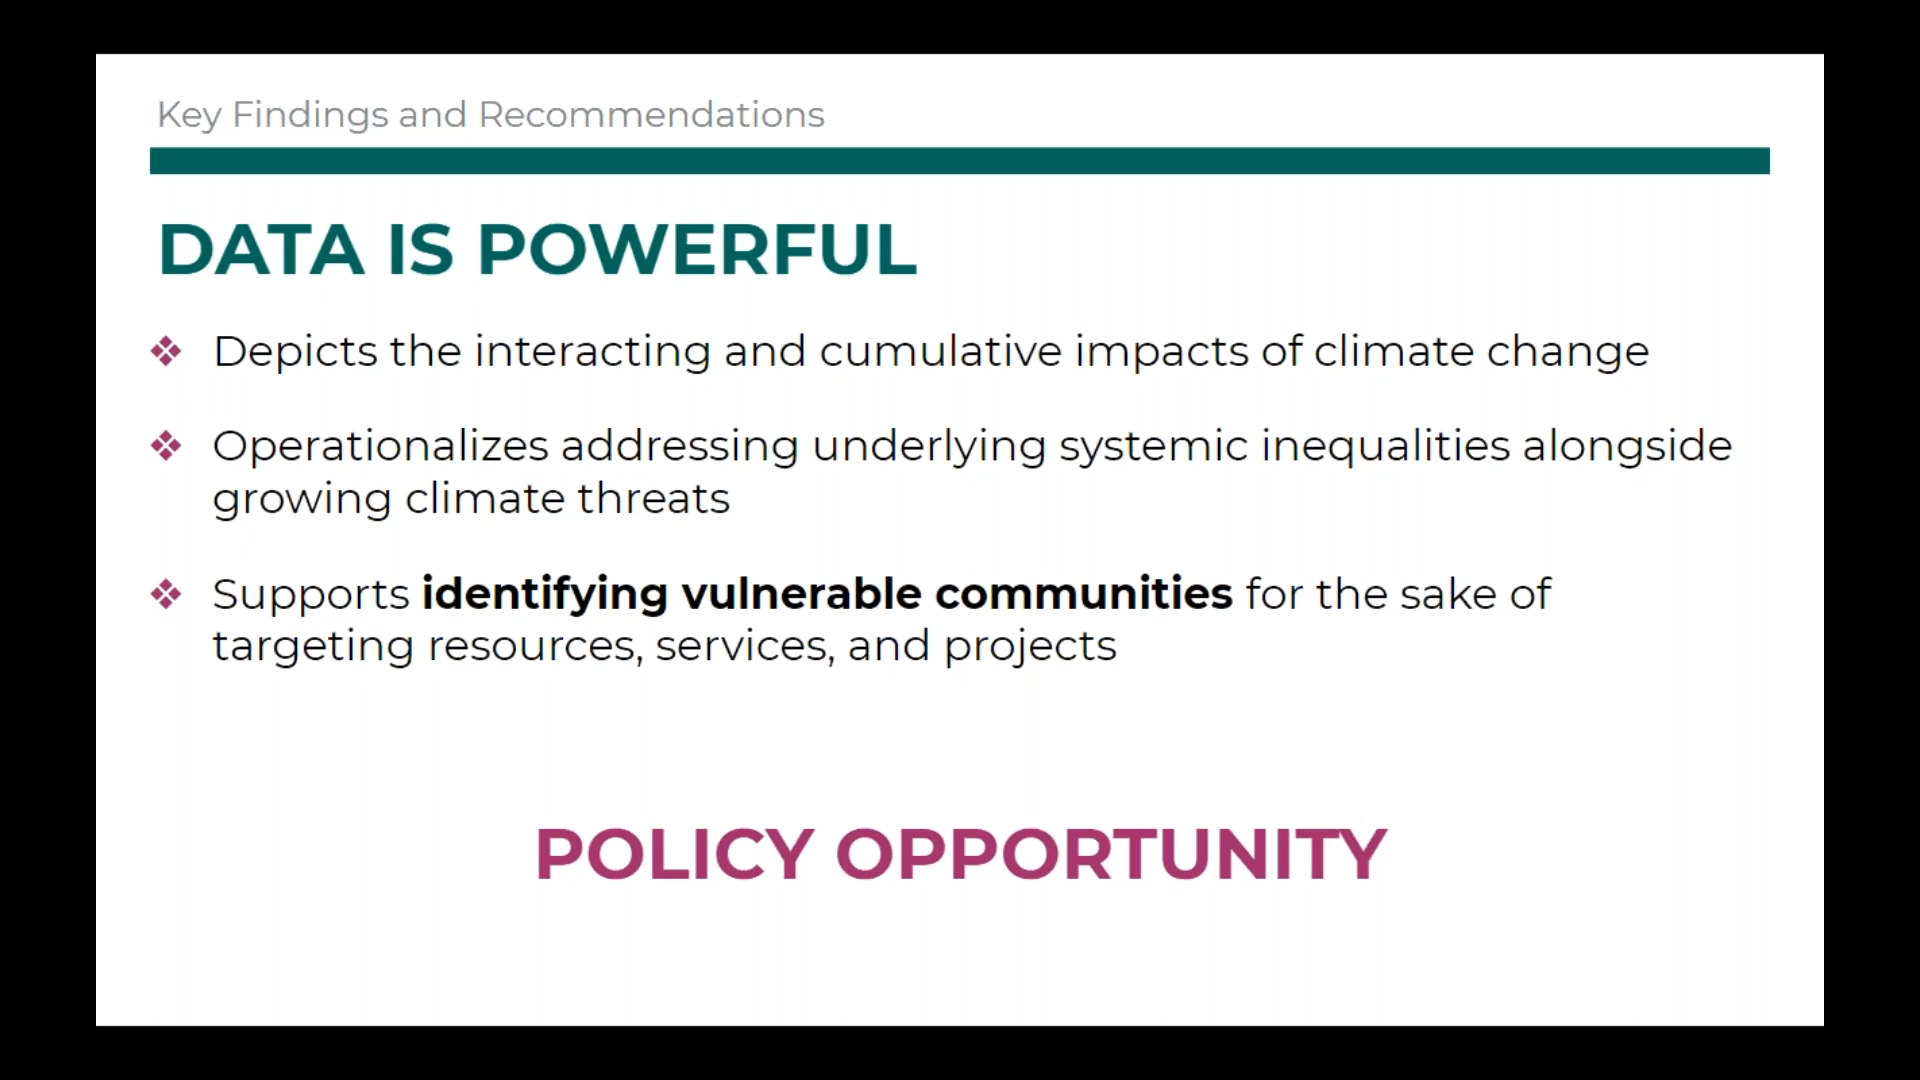 Key Findings and Recommendations
DATA IS POWERFUL
❖ Depicts the interacting and cumulative impacts of climate change
❖ Operationalizes addressing underlying systemic inequalities alongside
growing climate threats
❖ Supports identifying vulnerable communities for the sake of
targeting resources, services, and projects
POLICY OPPORTUNITY